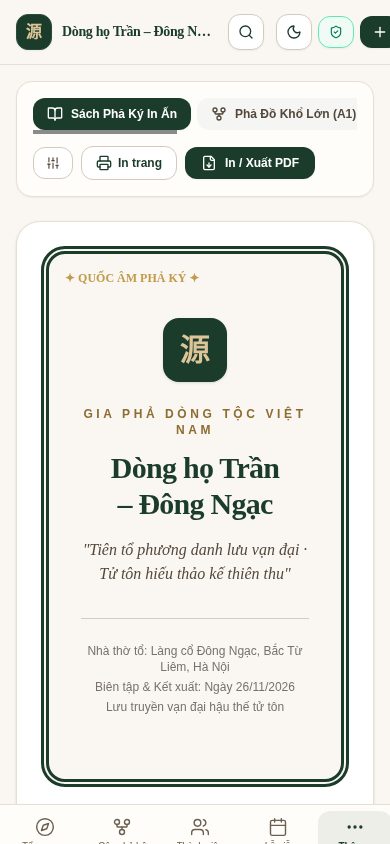 源 Dòng họ Trần – Đông N…
Sách Phả Ký In Ấn Phả Đồ Khổ Lớn (A1)
In trang In / Xuất PDF
✦ QUỐC ÂM PHẢ KÝ ✦
源
GIA PHẢ DÒNG TỘC VIỆT
NAM
Dòng họ Trần
– Đông Ngạc
"Tiên tổ phương danh lưu vạn đại ·
Tử tôn hiếu thảo kế thiên thu"
Nhà thờ tổ: Làng cổ Đông Ngạc, Bắc Từ
Liêm, Hà Nội
Biên tập & Kết xuất: Ngày 26/11/2026
Lưu truyền vạn đại hậu thế tử tôn